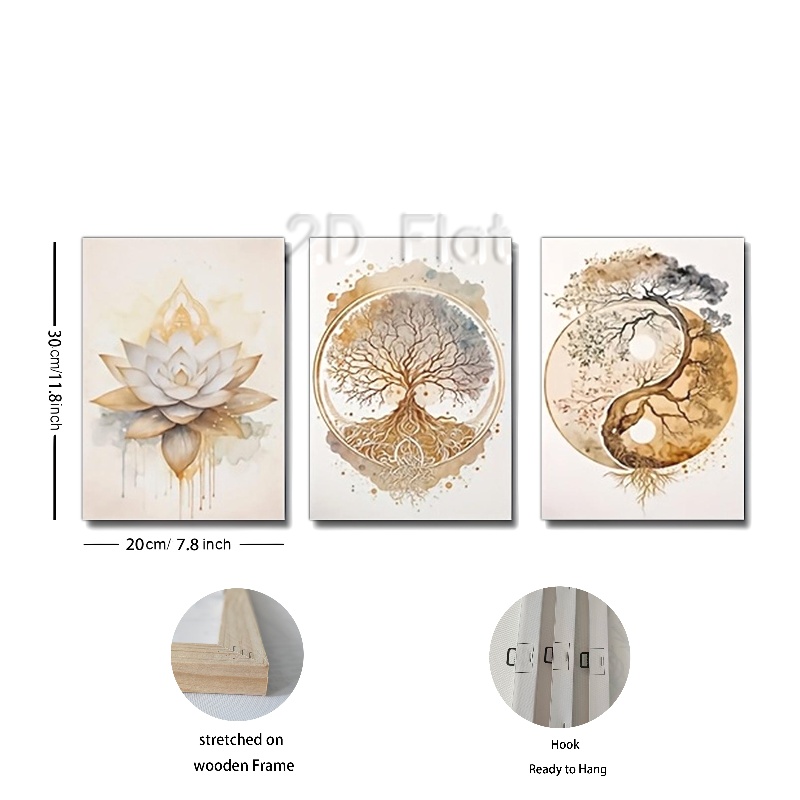 2D Flat
30cm/11.8inch
20cm/ 7.8 inch
stretched on
wooden Frame
Hook
Ready to Hang